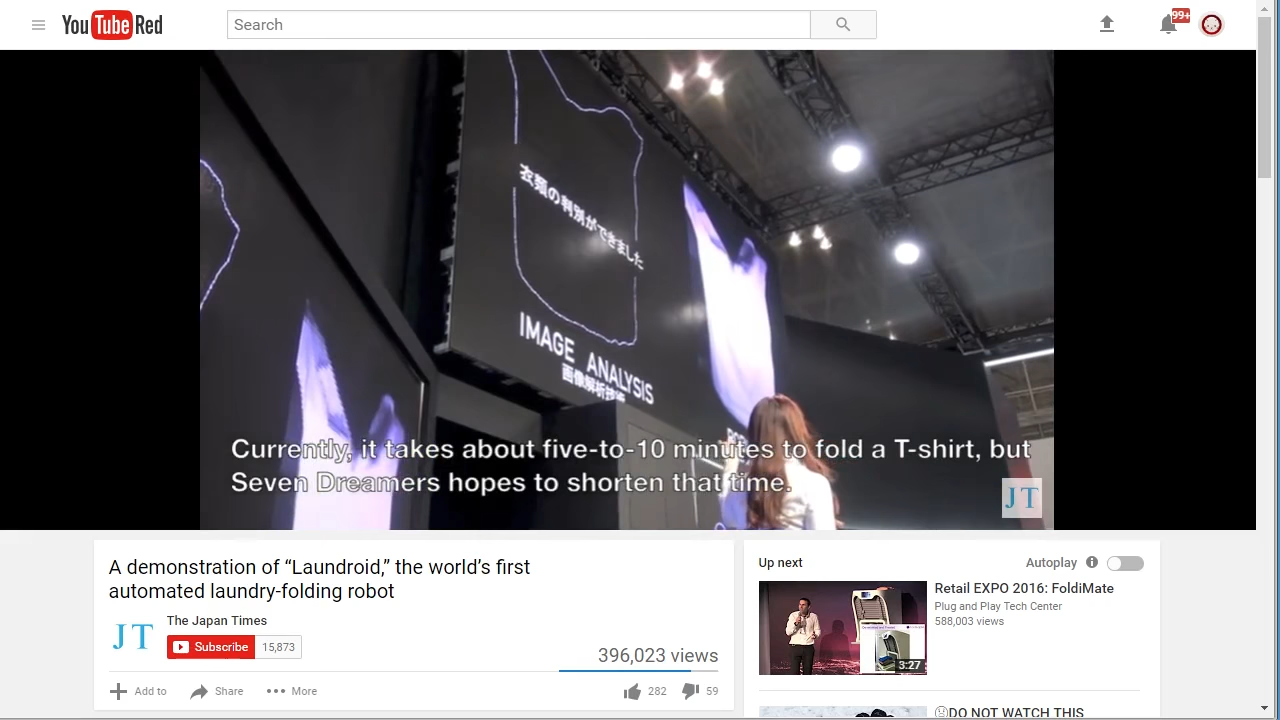 YouTube Red
Search
99+
衣類の判別ができました
IMAGE ANALYSIS
画像解析技術
Currently, it takes about five-to-10 minutes to fold a T-shirt, but
Seven Dreamers hopes to shorten that time.
JT
A demonstration of “Laundroid,” the world’s first
automated laundry-folding robot
JT
The Japan Times
Subscribe 15,873
396,023 views
Add to Share More 282 59
Up next Autoplay
3:27
Retail EXPO 2016: FoldiMate
Plug and Play Tech Center
588,003 views
DO NOT WATCH THIS